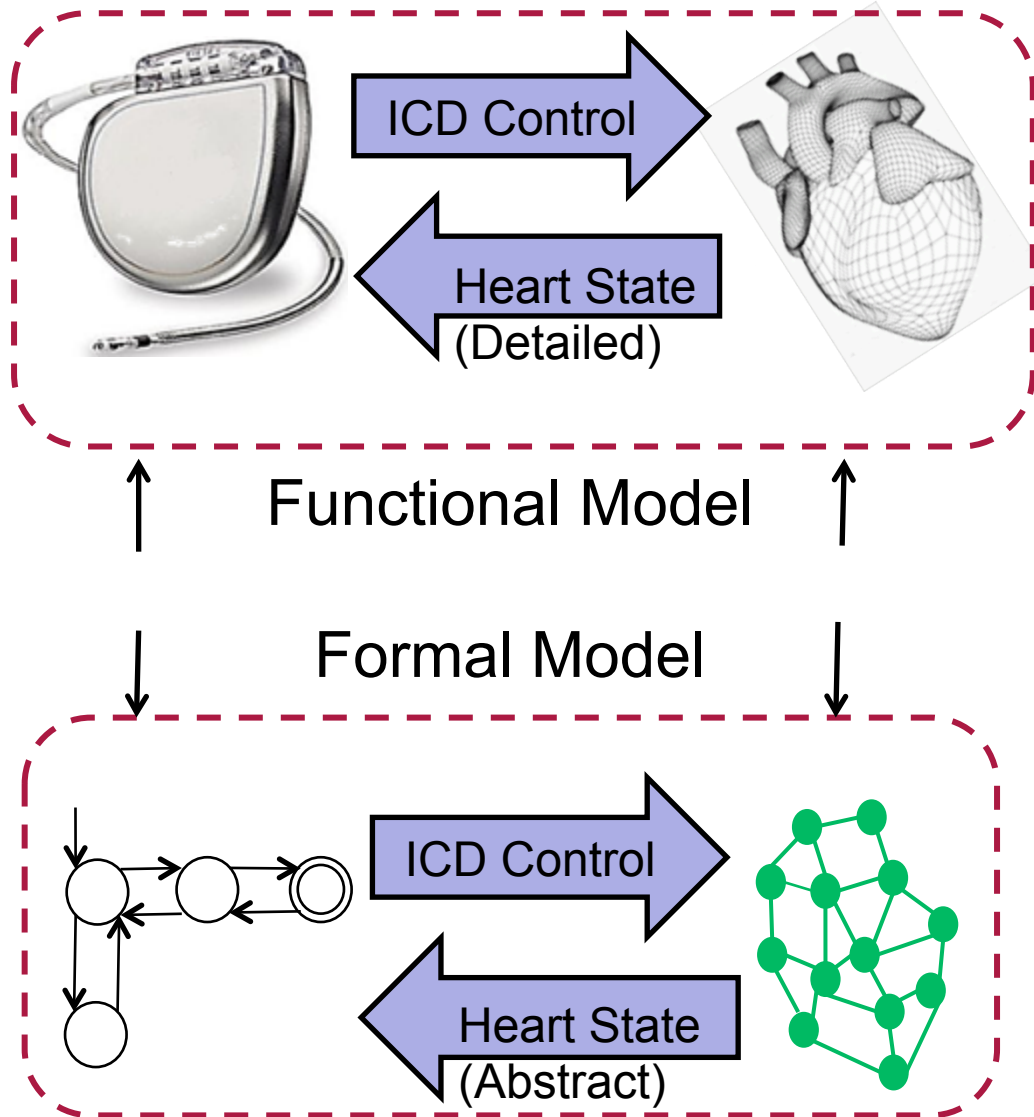 ICD Control
Heart State
(Detailed)
Functional Model
Formal Model
ICD Control
Heart State
(Abstract)